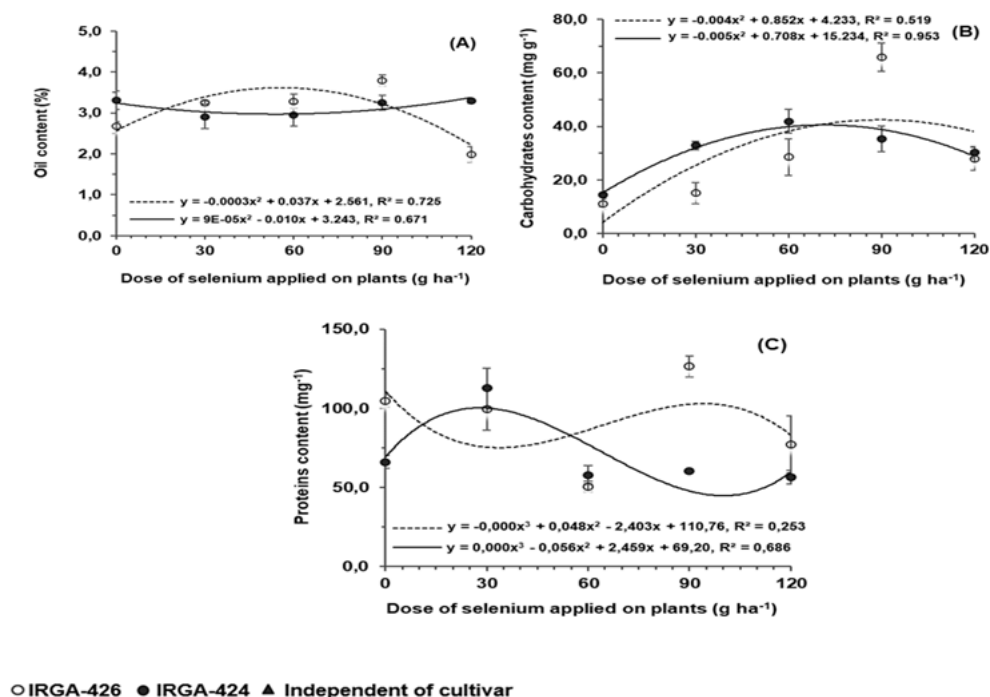 5,0
4,0
3,0
2,0
1,0
0,0
Oil content (%)
(A)
y = -0.0003x² + 0.037x + 2.561, R² = 0.725
y = 9E-05x² - 0.010x + 3.243, R² = 0.671
0 30 60 90 120
Dose of selenium applied on plants (g ha⁻¹)
80,0
60,0
40,0
20,0
0,0
Carbohydrates content (mg g⁻¹)
y = -0.004x² + 0.852x + 4.233, R² = 0.519
y = -0.005x² + 0.708x + 15.234, R² = 0.953
(B)
0 30 60 90 120
Dose of selenium applied on plants (g ha⁻¹)
150,0
100,0
50,0
0,0
Proteins content (mg⁻¹)
(C)
y = -0,000x³ + 0,048x² - 2,403x + 110,76, R² = 0,253
y = 0,000x³ - 0,056x² + 2,459x + 69,20, R² = 0,686
0 30 60 90 120
Dose of selenium applied on plants (g ha⁻¹)
IRGA-426 IRGA-424 Independent of cultivar